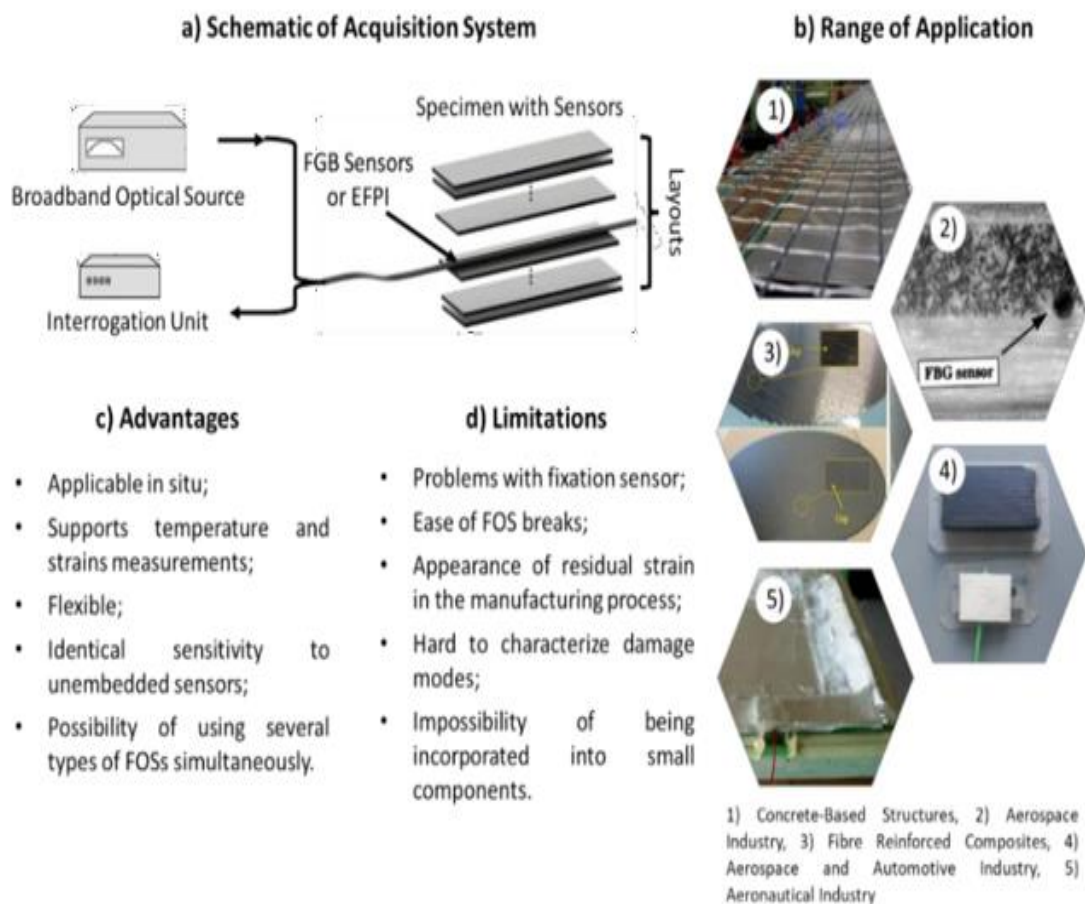 a) Schematic of Acquisition System
Broadband Optical Source
Interrogation Unit
FGB Sensors
or EFPI
Specimen with Sensors
Layouts
b) Range of Application
1)
2)
FBG sensor
3)
4)
5)
1) Concrete-Based Structures, 2) Aerospace
Industry, 3) Fibre Reinforced Composites, 4)
Aerospace and Automotive Industry, 5)
Aeronautical Industry
c) Advantages
• Applicable in situ;
• Supports temperature and
strains measurements;
• Flexible;
• Identical sensitivity to
unembedded sensors;
• Possibility of using several
types of FOSs simultaneously.
d) Limitations
• Problems with fixation sensor;
• Ease of FOS breaks;
• Appearance of residual strain
in the manufacturing process;
• Hard to characterize damage
modes;
• Impossibility of being
incorporated into small
components.